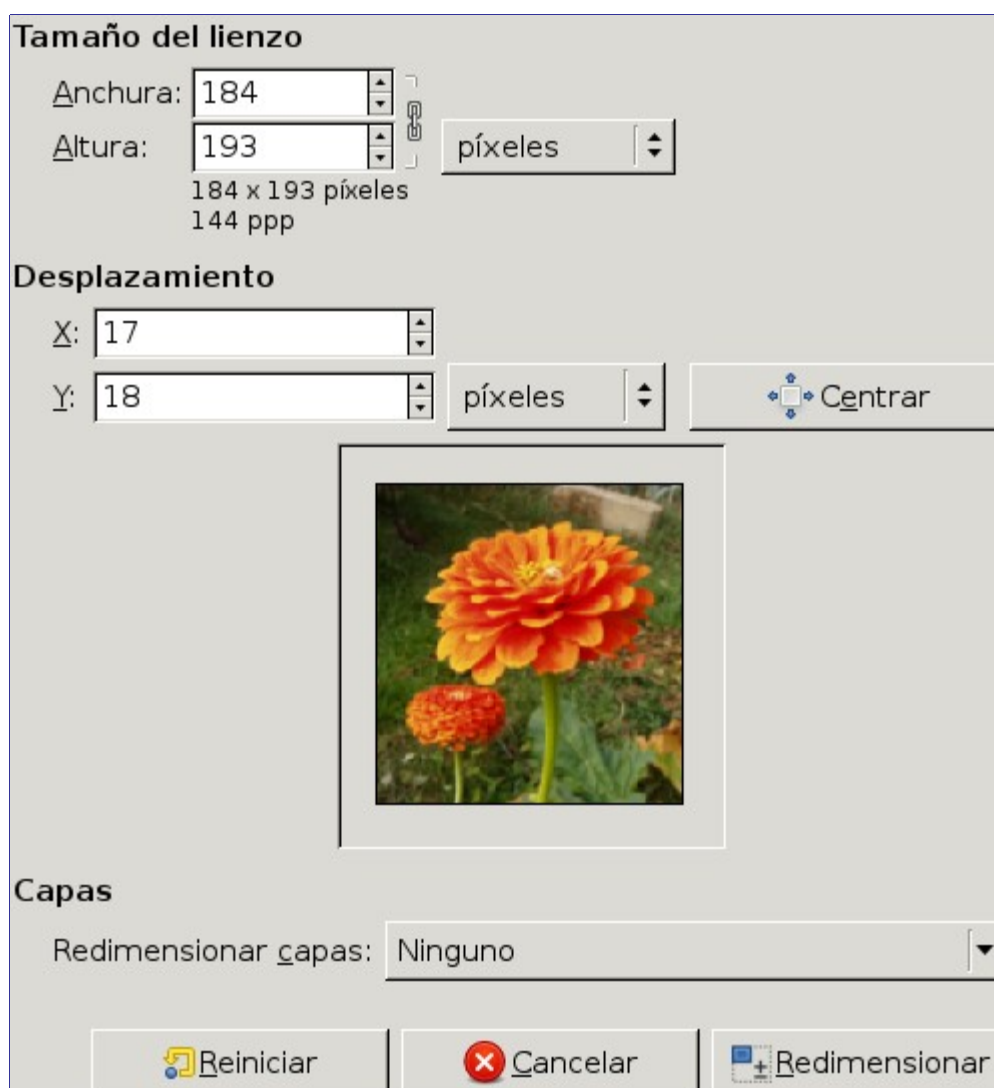 Tamaño del lienzo
Anchura: 184
Altura: 193 píxeles
184 x 193 píxeles
144 ppp
Desplazamiento
X: 17
Y: 18 píxeles Centrar
Capas
Redimensionar capas: Ninguno
Reiniciar Cancelar Redimensionar